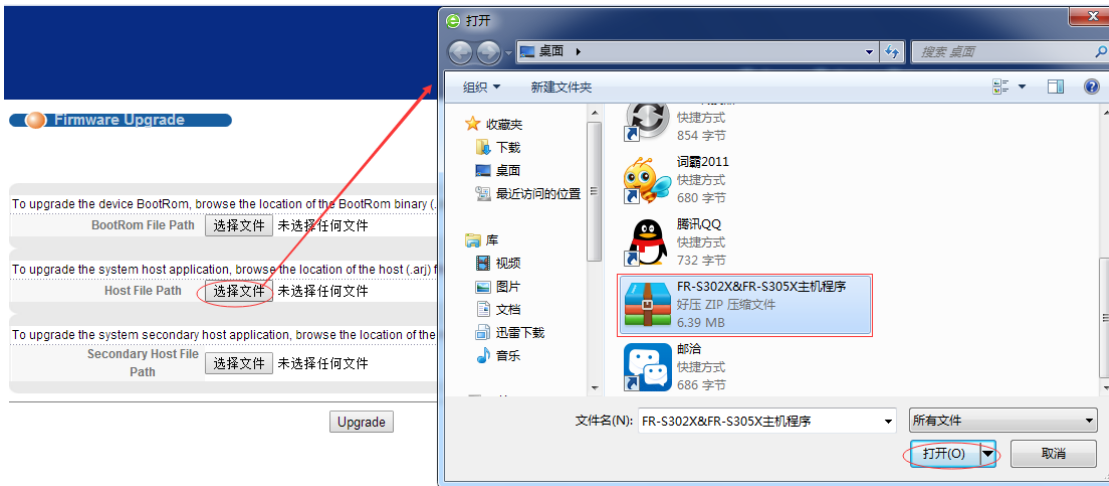 打开
桌面
搜索 桌面
组织
新建文件夹
Firmware Upgrade
To upgrade the device BootRom, browse the location of the BootRom binary (.
BootRom File Path 选择文件 未选择任何文件
To upgrade the system host application, browse the location of the host (.arj) f
Host File Path 选择文件 未选择任何文件
To upgrade the system secondary host application, browse the location of the
Secondary Host File
Path
选择文件 未选择任何文件
Upgrade
收藏夹
下载
桌面
最近访问的位置
库
视频
图片
文档
迅雷下载
音乐
快捷方式
854 字节
词霸2011
快捷方式
680 字节
腾讯QQ
快捷方式
732 字节
FR-S302X&FR-S305X主机程序
好压 ZIP 压缩文件
6.39 MB
邮洽
快捷方式
686 字节
文件名(N): FR-S302X&FR-S305X主机程序
所有文件
打开(O)
取消